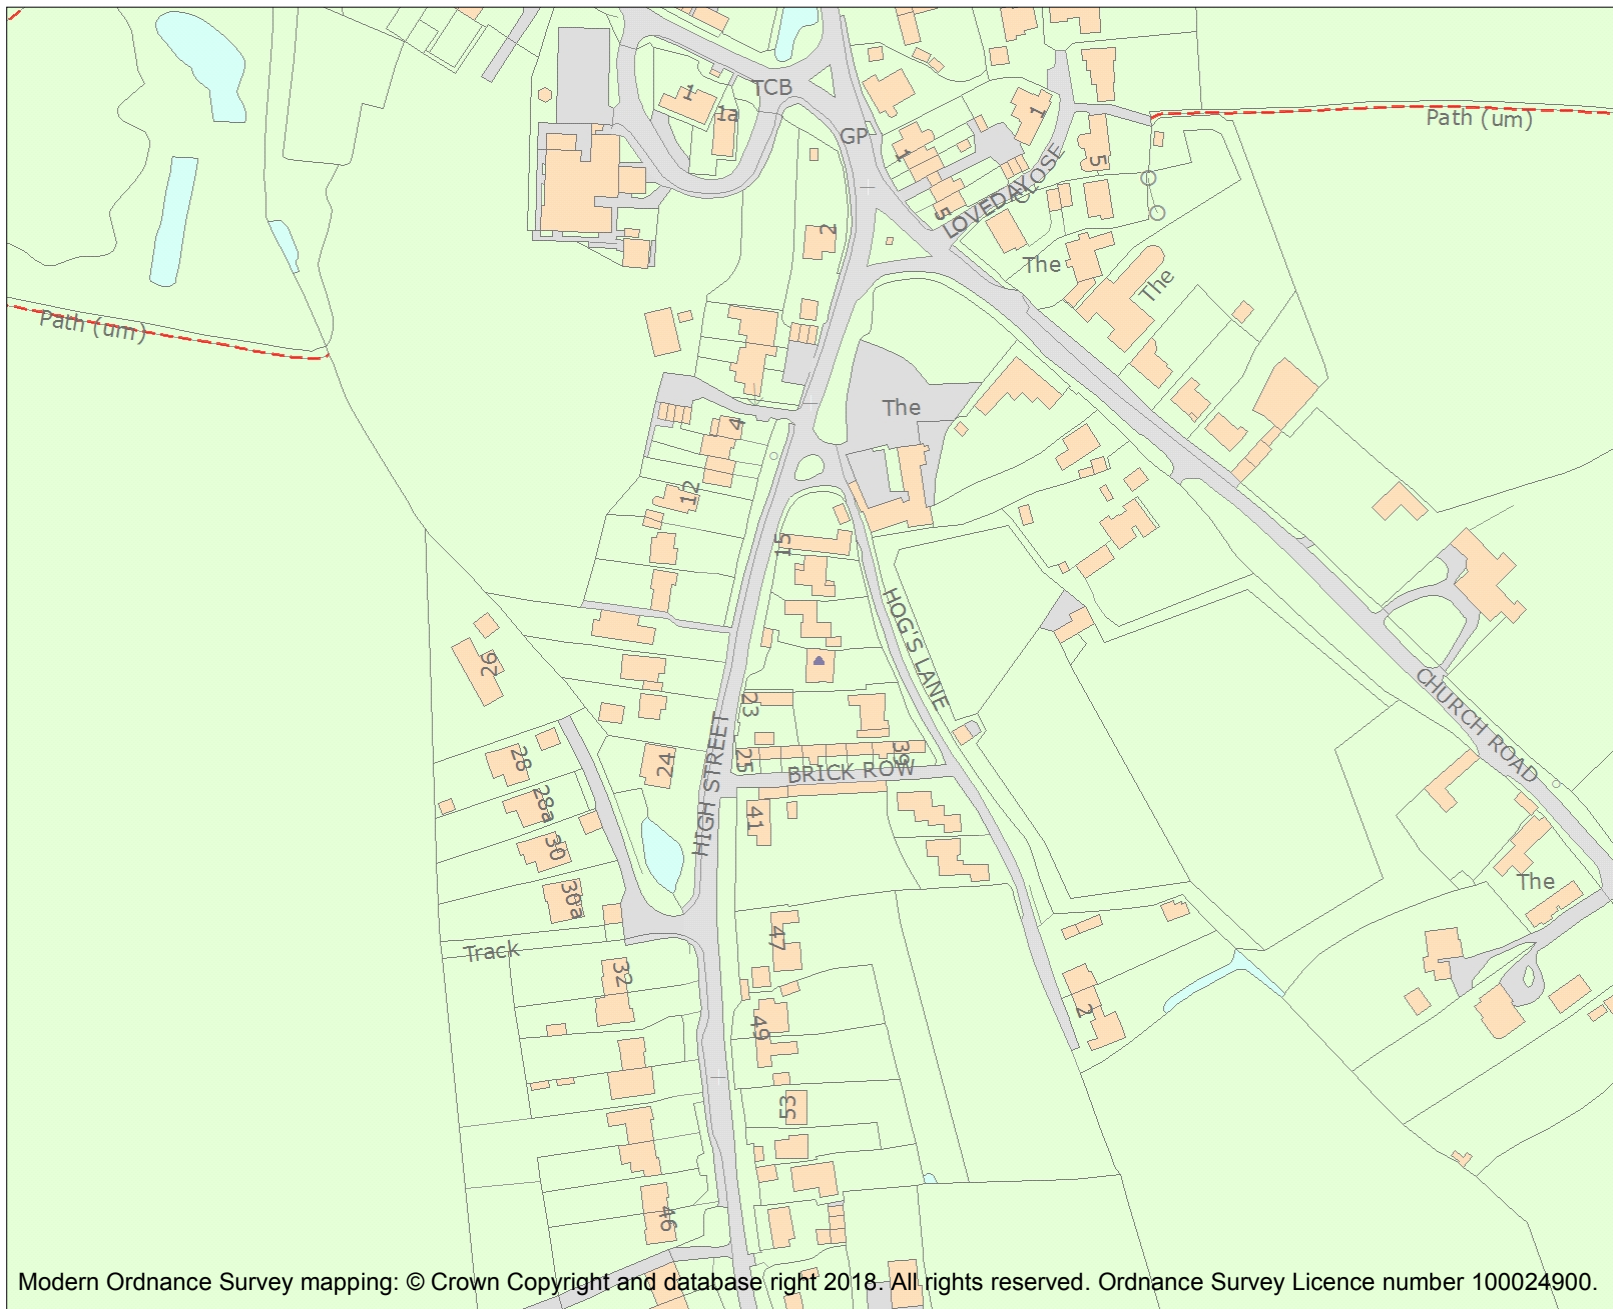 1
TCB
1a
GP
1
1
Path (um)
5
LOVEDAY CLOSE
5
2
The
The
Path (um)
The
4
12
15
HOG'S LANE
26
CHURCH ROAD
23
HIGH STREET
25
39
BRICK ROW
24
28
28a
41
30
30a
The
47
Track
32
2
49
53
46
Modern Ordnance Survey mapping: © Crown Copyright and database right 2018. All rights reserved. Ordnance Survey Licence number 100024900.